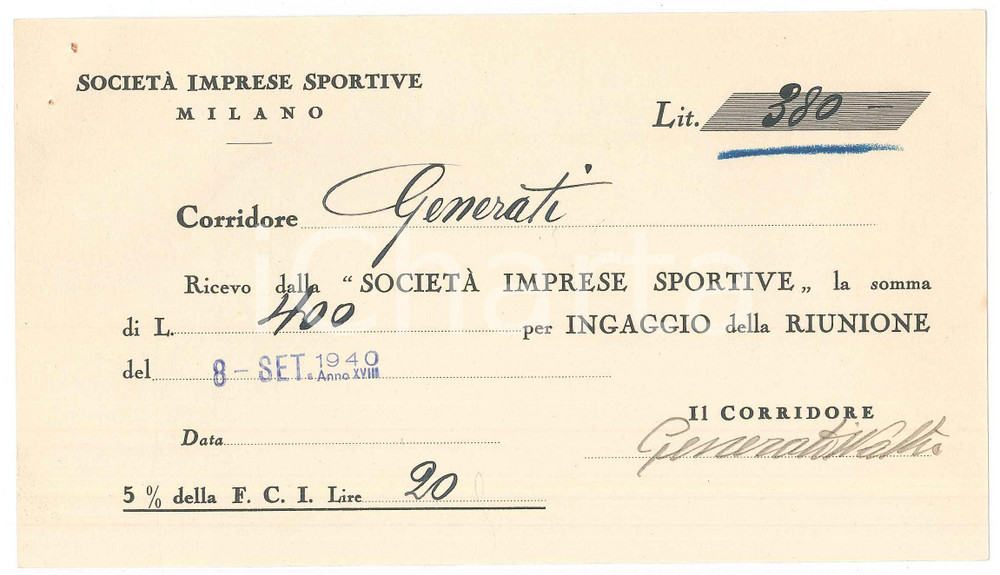 SOCIETÀ IMPRESE SPORTIVE
MILANO
Lit. 380 —
Corridore Generati
Ricevo dalla “SOCIETÀ IMPRESE SPORTIVE„ la somma
di L. 400 per INGAGGIO della RIUNIONE
del 8 - SET. 1940 Anno XVIII
Il CORRIDORE
Data
Generati
5 % della F. C. I. Lire 20
iCharta